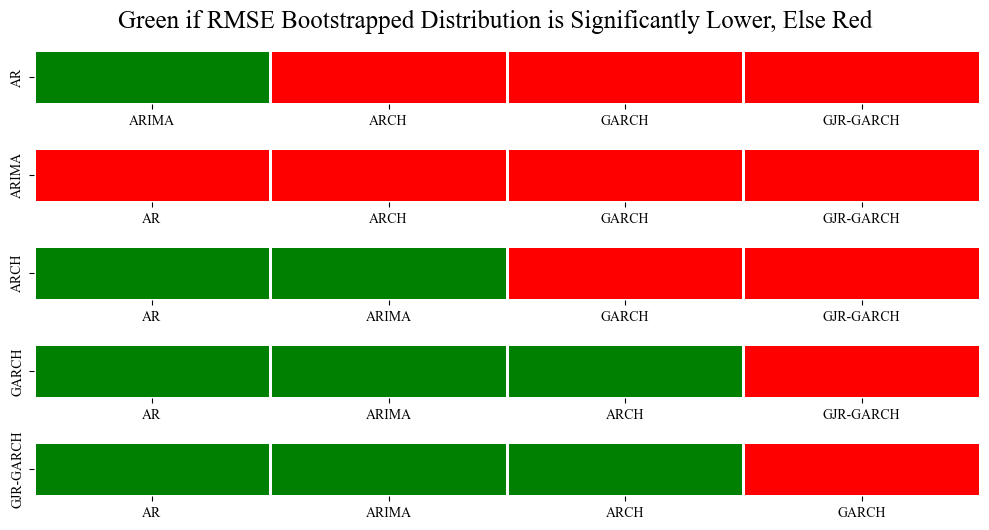 Green if RMSE Bootstrapped Distribution is Significantly Lower, Else Red
AR
ARIMA ARCH GARCH GJR-GARCH
ARIMA
AR ARCH GARCH GJR-GARCH
ARCH
AR ARIMA GARCH GJR-GARCH
GARCH
AR ARIMA ARCH GJR-GARCH
GJR-GARCH
AR ARIMA ARCH GARCH